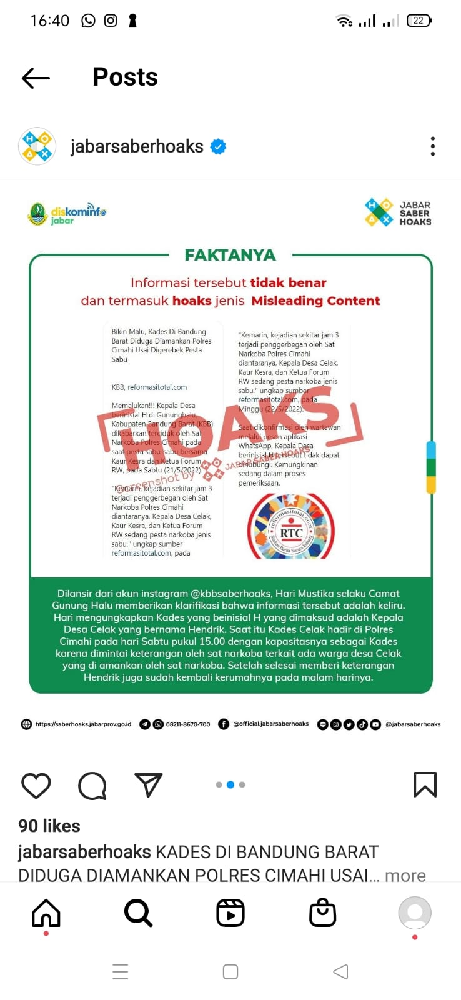 16:40
22
Posts
jabarsaberhoaks
diskominfo
jabar
H O
A X
JABAR
SABER
HOAKS
FAKTANYA
Informasi tersebut tidak benar
dan termasuk hoaks jenis Misleading Content
Bikin Malu, Kades Di Bandung
Barat Diduga Diamankan Polres
Cimahi Usai Digerebek Pesta
Sabu
KBB, reformasitotal.com
Memalukan!!! Kepala Desa
berinisial H di Gununghalu,
Kabupaten Bandung Barat (KBB)
dikabarkan terciduk oleh Sat
Narkoba Polres Cimahi pada
saat pesta sabu-sabu bersama
Kaur Kesra dan Ketua Forum
RW, pada Sabtu (21/5/2022).
"Kemarin, kejadian sekitar jam 3
terjadi penggerbegan oleh Sat
Narkoba Polres Cimahi
diantaranya, Kepala Desa Celak,
Kaur Kesra, dan Ketua Forum
RW sedang pesta narkoba jenis
sabu," ungkap sumber
reformasitotal.com, pada
"Kemarin, kejadian sekitar jam 3
terjadi penggerbegan oleh Sat
Narkoba Polres Cimahi
diantaranya, Kepala Desa Celak,
Kaur Kesra, dan Ketua Forum
RW sedang pesta narkoba jenis
sabu," ungkap sumber
reformasitotal.com, pada
Minggu (22/5/2022).
Saat dikonfirmasi oleh wartawan
melalui pesan aplikasi
WhatsApp, Kepala Desa
berinisial H tersebut tidak dapat
dihubungi. Kemungkinan
sedang dalam proses
pemeriksaan.
HOAKS
Screenshot by JABAR SABER HOAKS
reformasitotal.com
RTC
Dilansir dari akun instagram @kbbsaberhoaks, Hari Mustika selaku Camat
Gunung Halu memberikan klarifikasi bahwa informasi tersebut adalah keliru.
Hari mengungkapkan Kades yang beinisial H yang dimaksud adalah Kepala
Desa Celak yang bernama Hendrik. Saat itu Kades Celak hadir di Polres
Cimahi pada hari Sabtu pukul 15.00 dengan kapasitasnya sebagai Kades
karena dimintai keterangan oleh sat narkoba terkait ada warga desa Celak
yang di amankan oleh sat narkoba. Setelah selesai memberi keterangan
Hendrik juga sudah kembali kerumahnya pada malam harinya.
https://saberhoaks.jabarprov.go.id 08211-8670-700 @official.jabarsaberhoaks @jabarsaberhoaks
90 likes
jabarsaberhoaks KADES DI BANDUNG BARAT
DIDUGA DIAMANKAN POLRES CIMAHI USAI... more